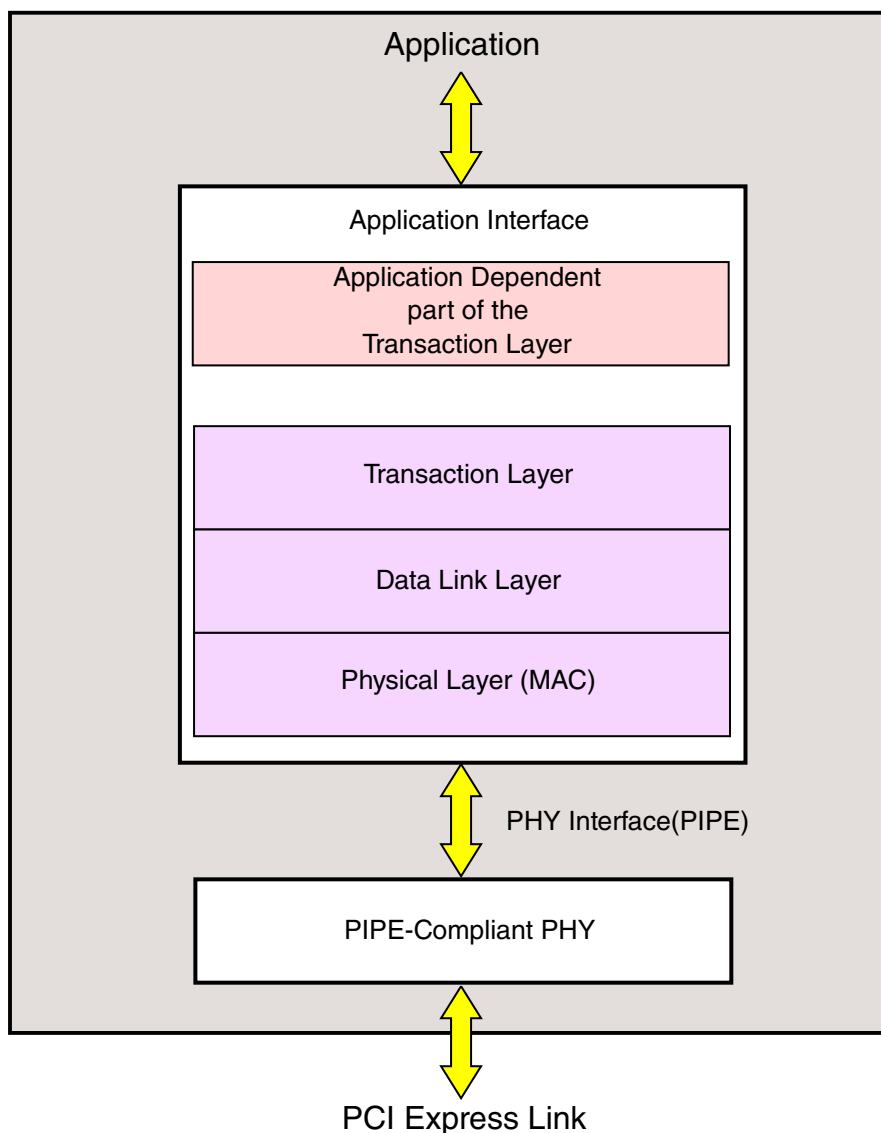 Application
Application Interface
Application Dependent
part of the
Transaction Layer
Transaction Layer
Data Link Layer
Physical Layer (MAC)
PHY Interface(PIPE)
PIPE-Compliant PHY
PCI Express Link